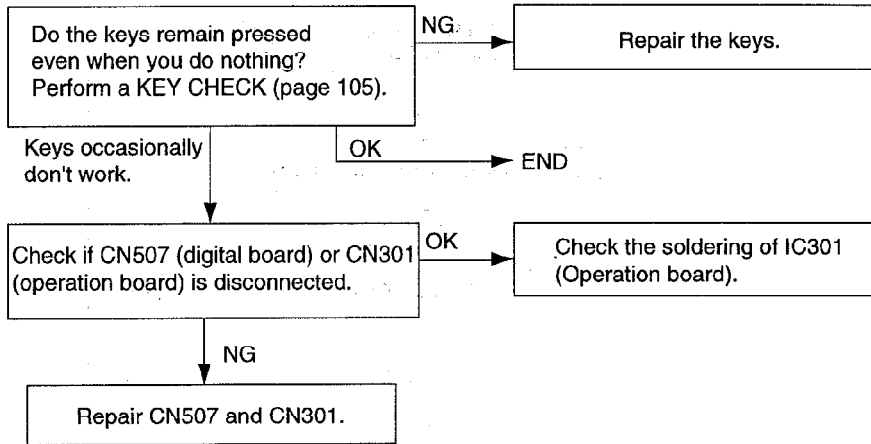 Do the keys remain pressed
even when you do nothing?
Perform a KEY CHECK (page 105).
NG
Repair the keys.
Keys occasionally
don't work.
OK
END
Check if CN507 (digital board) or CN301
(operation board) is disconnected.
OK
Check the soldering of IC301
(Operation board).
NG
Repair CN507 and CN301.